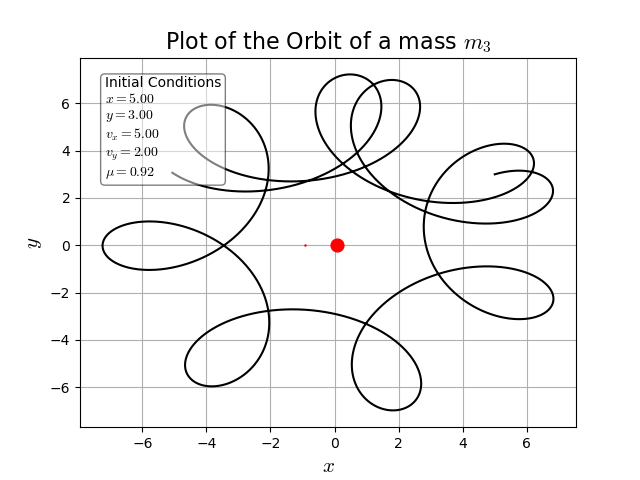 Plot of the Orbit of a mass m₃
Initial Conditions
x = 5.00
y = 3.00
vₓ = 5.00
v_y = 2.00
μ = 0.92
y
6
4
2
0
−2
−4
−6
−6
−4
−2
0
2
4
6
x